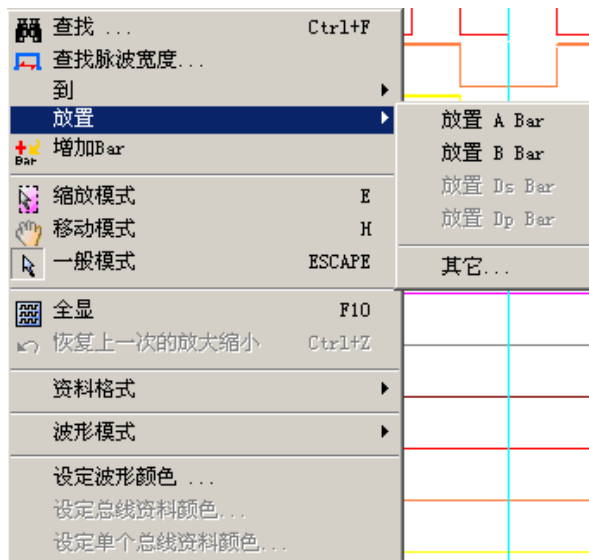 查找 ... Ctrl+F
查找脉波宽度...
到
放置
放置 A Bar
放置 B Bar
放置 Ds Bar
放置 Dp Bar
其它...
Bar 增加Bar
缩放模式 E
移动模式 H
一般模式 ESCAPE
全显 F10
恢复上一次的放大缩小 Ctrl+Z
资料格式
波形模式
设定波形颜色 ...
设定总线资料颜色...
设定单个总线资料颜色...